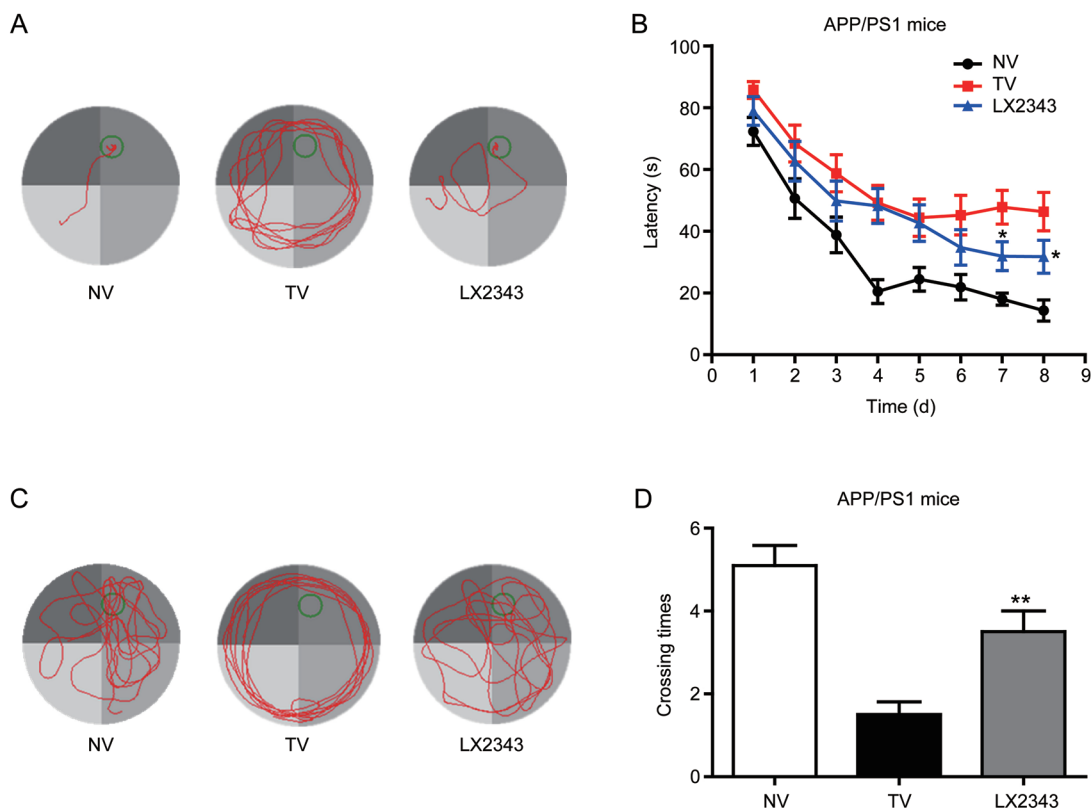 A
NV
TV
LX2343
B
APP/PS1 mice
NV
TV
LX2343
Latency (s)
100
80
60
40
20
0
*
*
0 1 2 3 4 5 6 7 8 9
Time (d)
C
NV
TV
LX2343
D
APP/PS1 mice
Crossing times
6
4
2
0
**
NV
TV
LX2343